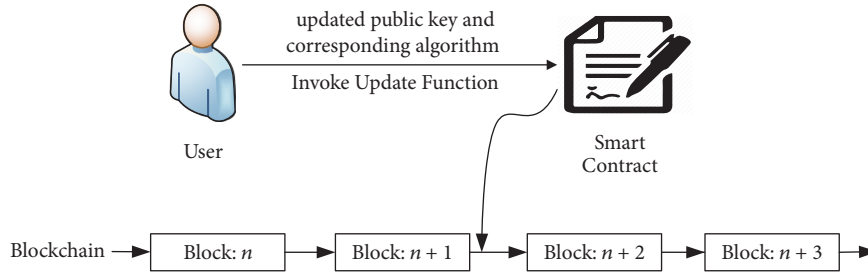 updated public key and
corresponding algorithm
Invoke Update Function
User
Smart
Contract
Blockchain
Block: n
Block: n + 1
Block: n + 2
Block: n + 3